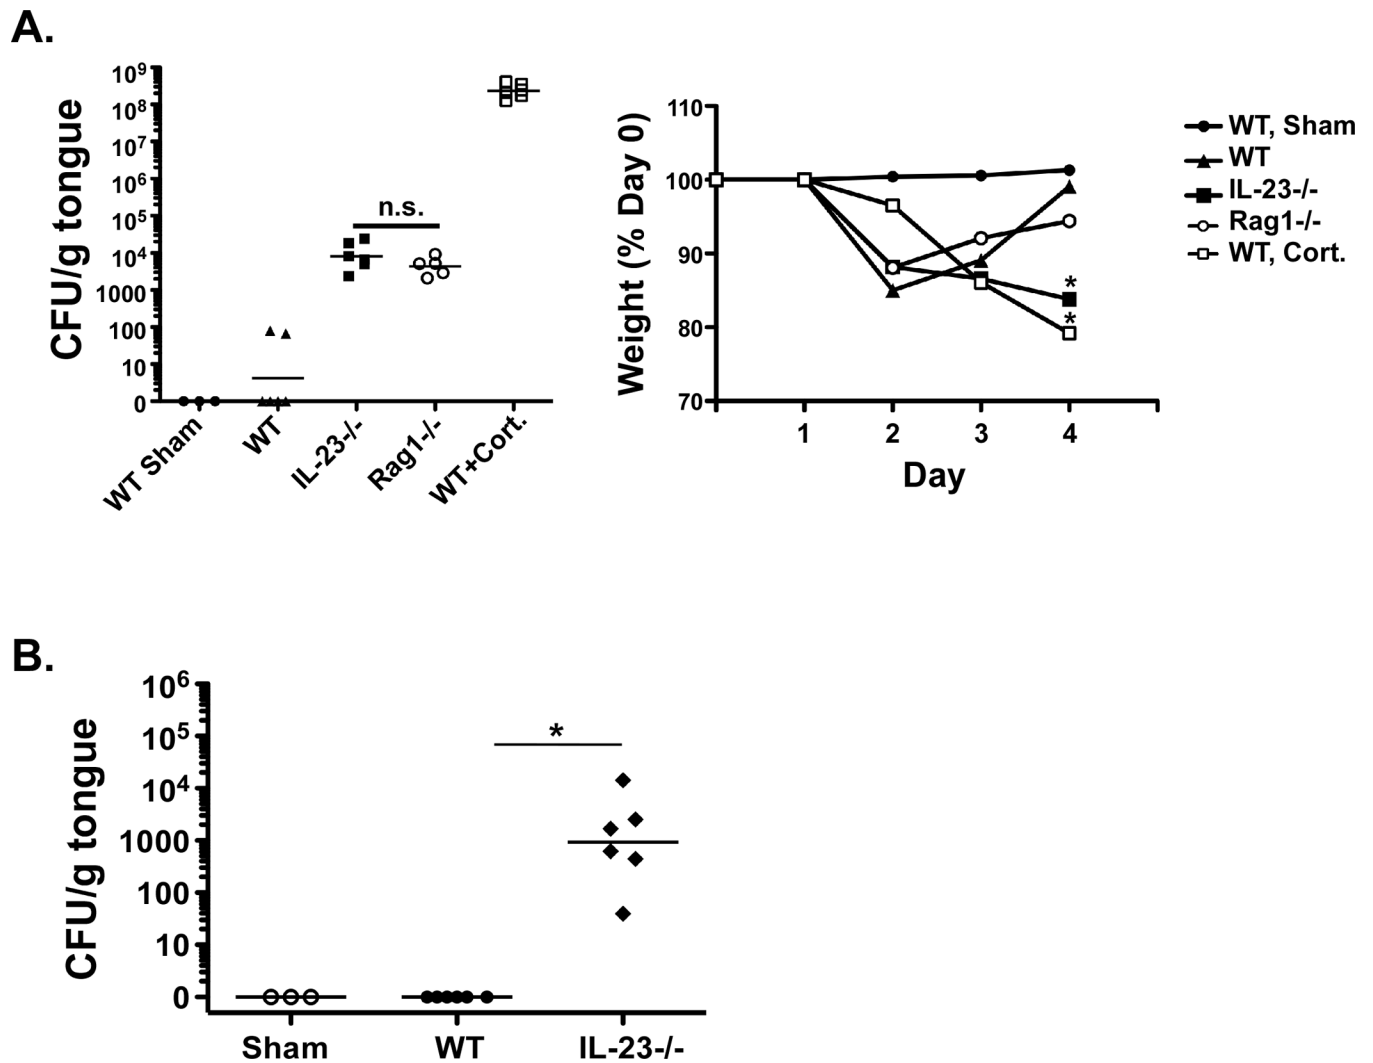 A.
CFU/g tongue
10⁹
10⁸
10⁷
10⁶
10⁵
10⁴
1000
100
10
0
n.s.
WT Sham
WT
IL-23-/-
Rag1-/-
WT+Cort.
Weight (% Day 0)
110
100
90
80
70
*
*
1 2 3 4
Day
WT, Sham
WT
IL-23-/-
Rag1-/-
WT, Cort.
B.
CFU/g tongue
10⁶
10⁵
10⁴
1000
100
10
0
*
Sham WT IL-23-/-